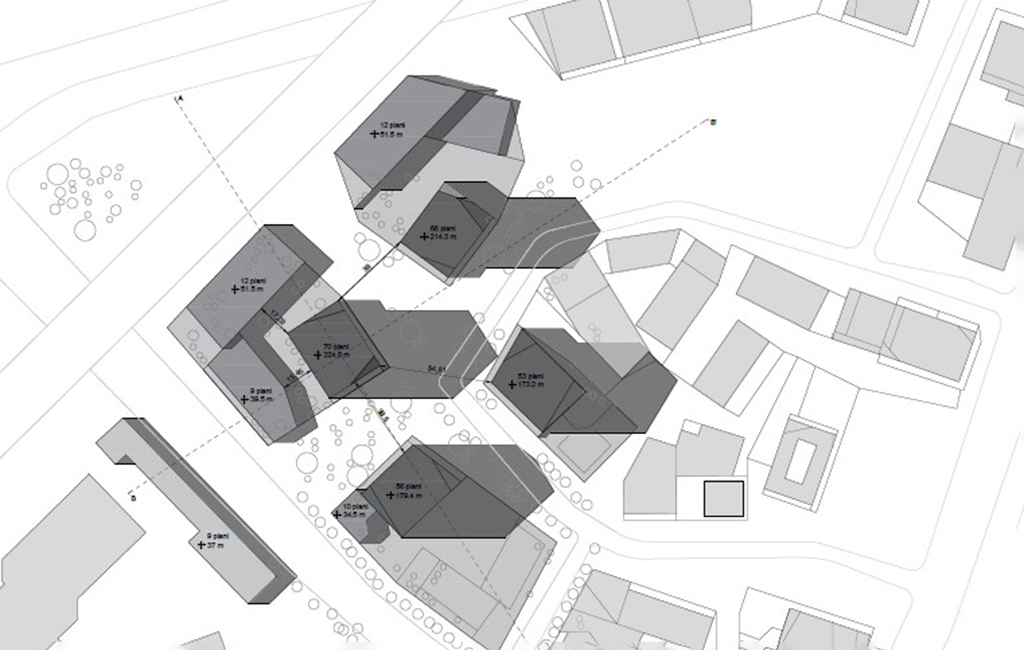 A
12 piani
51.5 m
B'
66 piani
214.3 m
12 piani
51.5 m
70 piani
224.8 m
9 piani
39.5 m
53 piani
173.2 m
56 piani
179.4 m
10 piani
34.5 m
B
9 piani
37 m